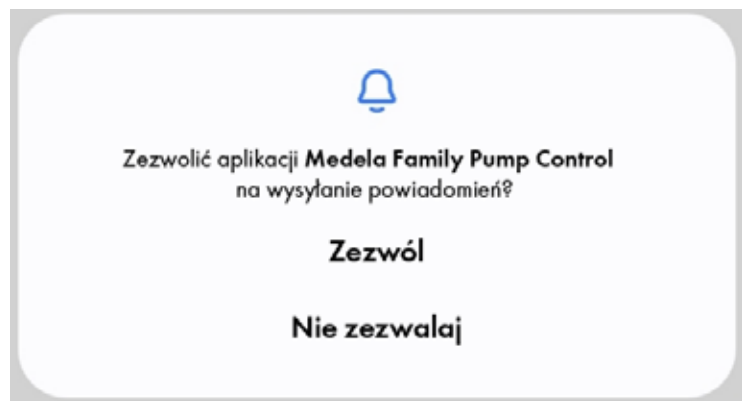 Zezwolić aplikacji Medela Family Pump Control
na wysyłanie powiadomień?
Zezwól
Nie zezwalaj